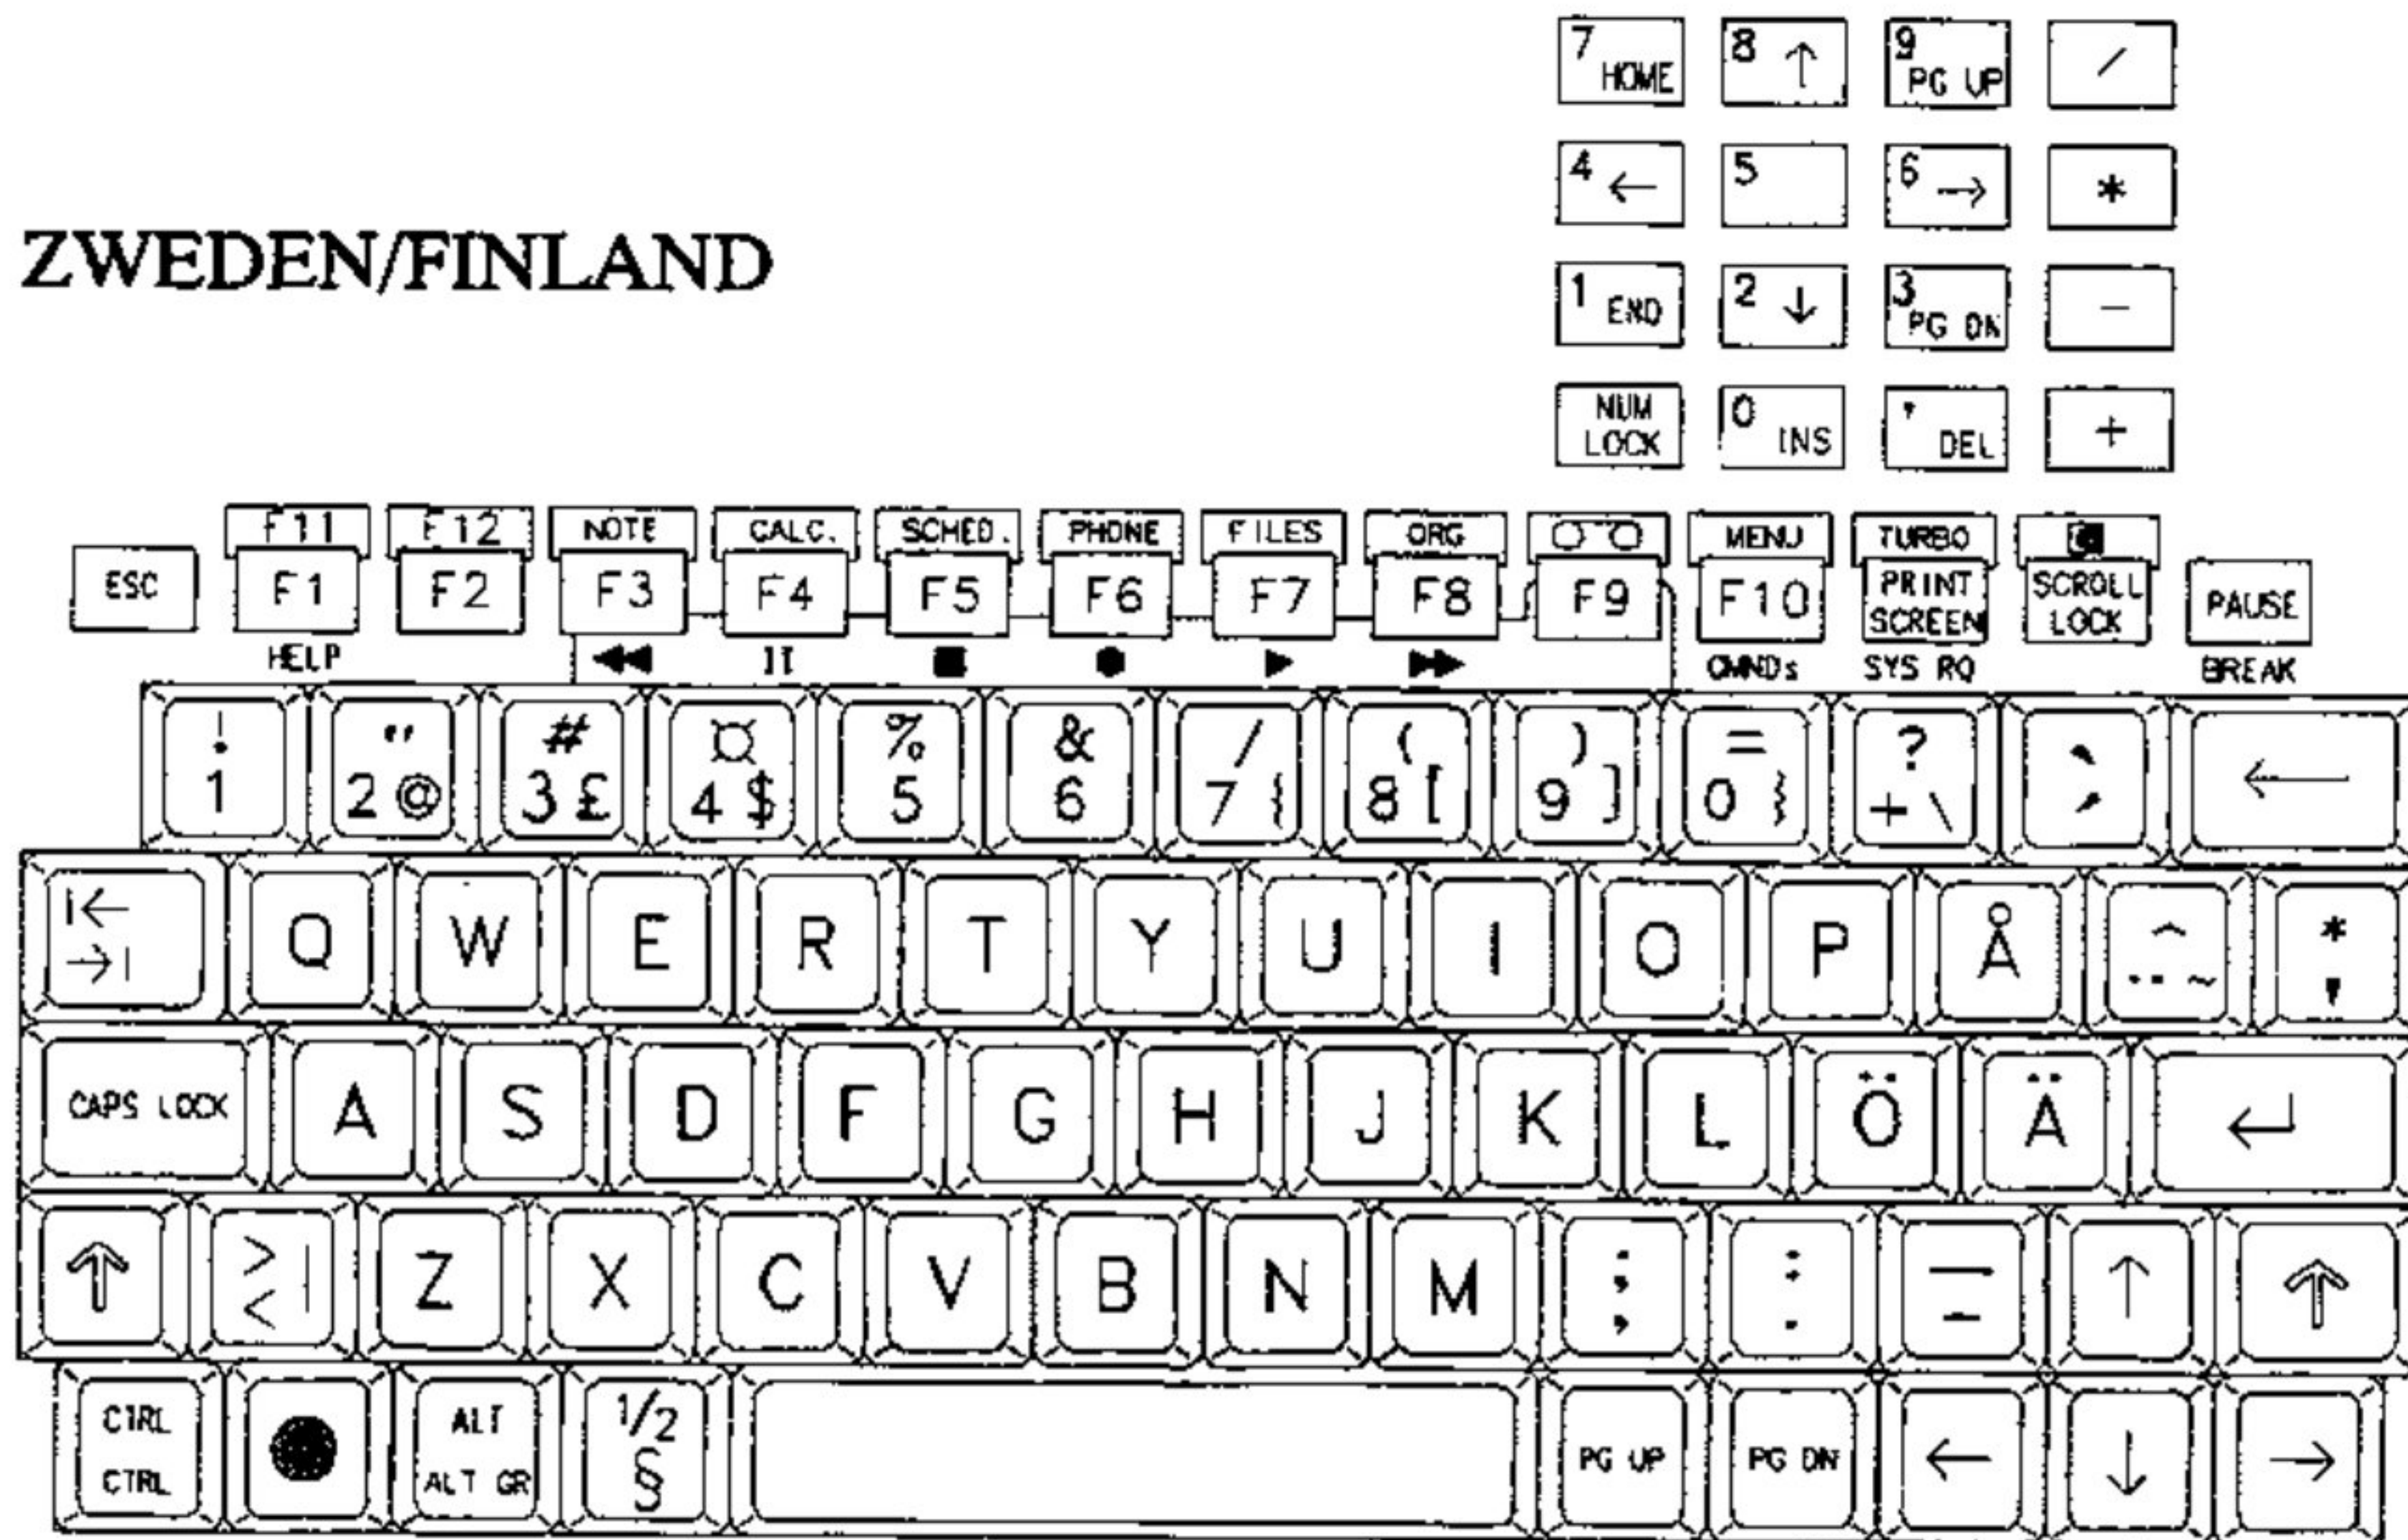 7 HOME 8 ↑ 9 PG UP /
4 ← 5 6 → *
ZWEDEN/FINLAND
1 END 2 ↓ 3 PG DN -
NUM LOCK 0 INS , DEL +
F11 F12 NOTE CALC. SCHED. PHONE FILES ORG MENU TURBO
ESC F1 F2 F3 F4 F5 F6 F7 F8 F9 F10 PRINT SCREEN SCROLL LOCK PAUSE
HELP CMNDs SYS RQ BREAK
! " # ¤ % & / ( ) = ? `
1 2 @ 3 £ 4 $ 5 6 7 { 8 [ 9 ] 0 } + \ ´ ←
Q W E R T Y U I O P Å ^ ¨ ~ * '
CAPS LOCK A S D F G H J K L Ö Ä ↵
↑ > < | Z X C V B N M ; , : . _ - ↑ ↑
CTRL ALT 1/2
CTRL ALT GR § PG UP PG DN ← ↓ →